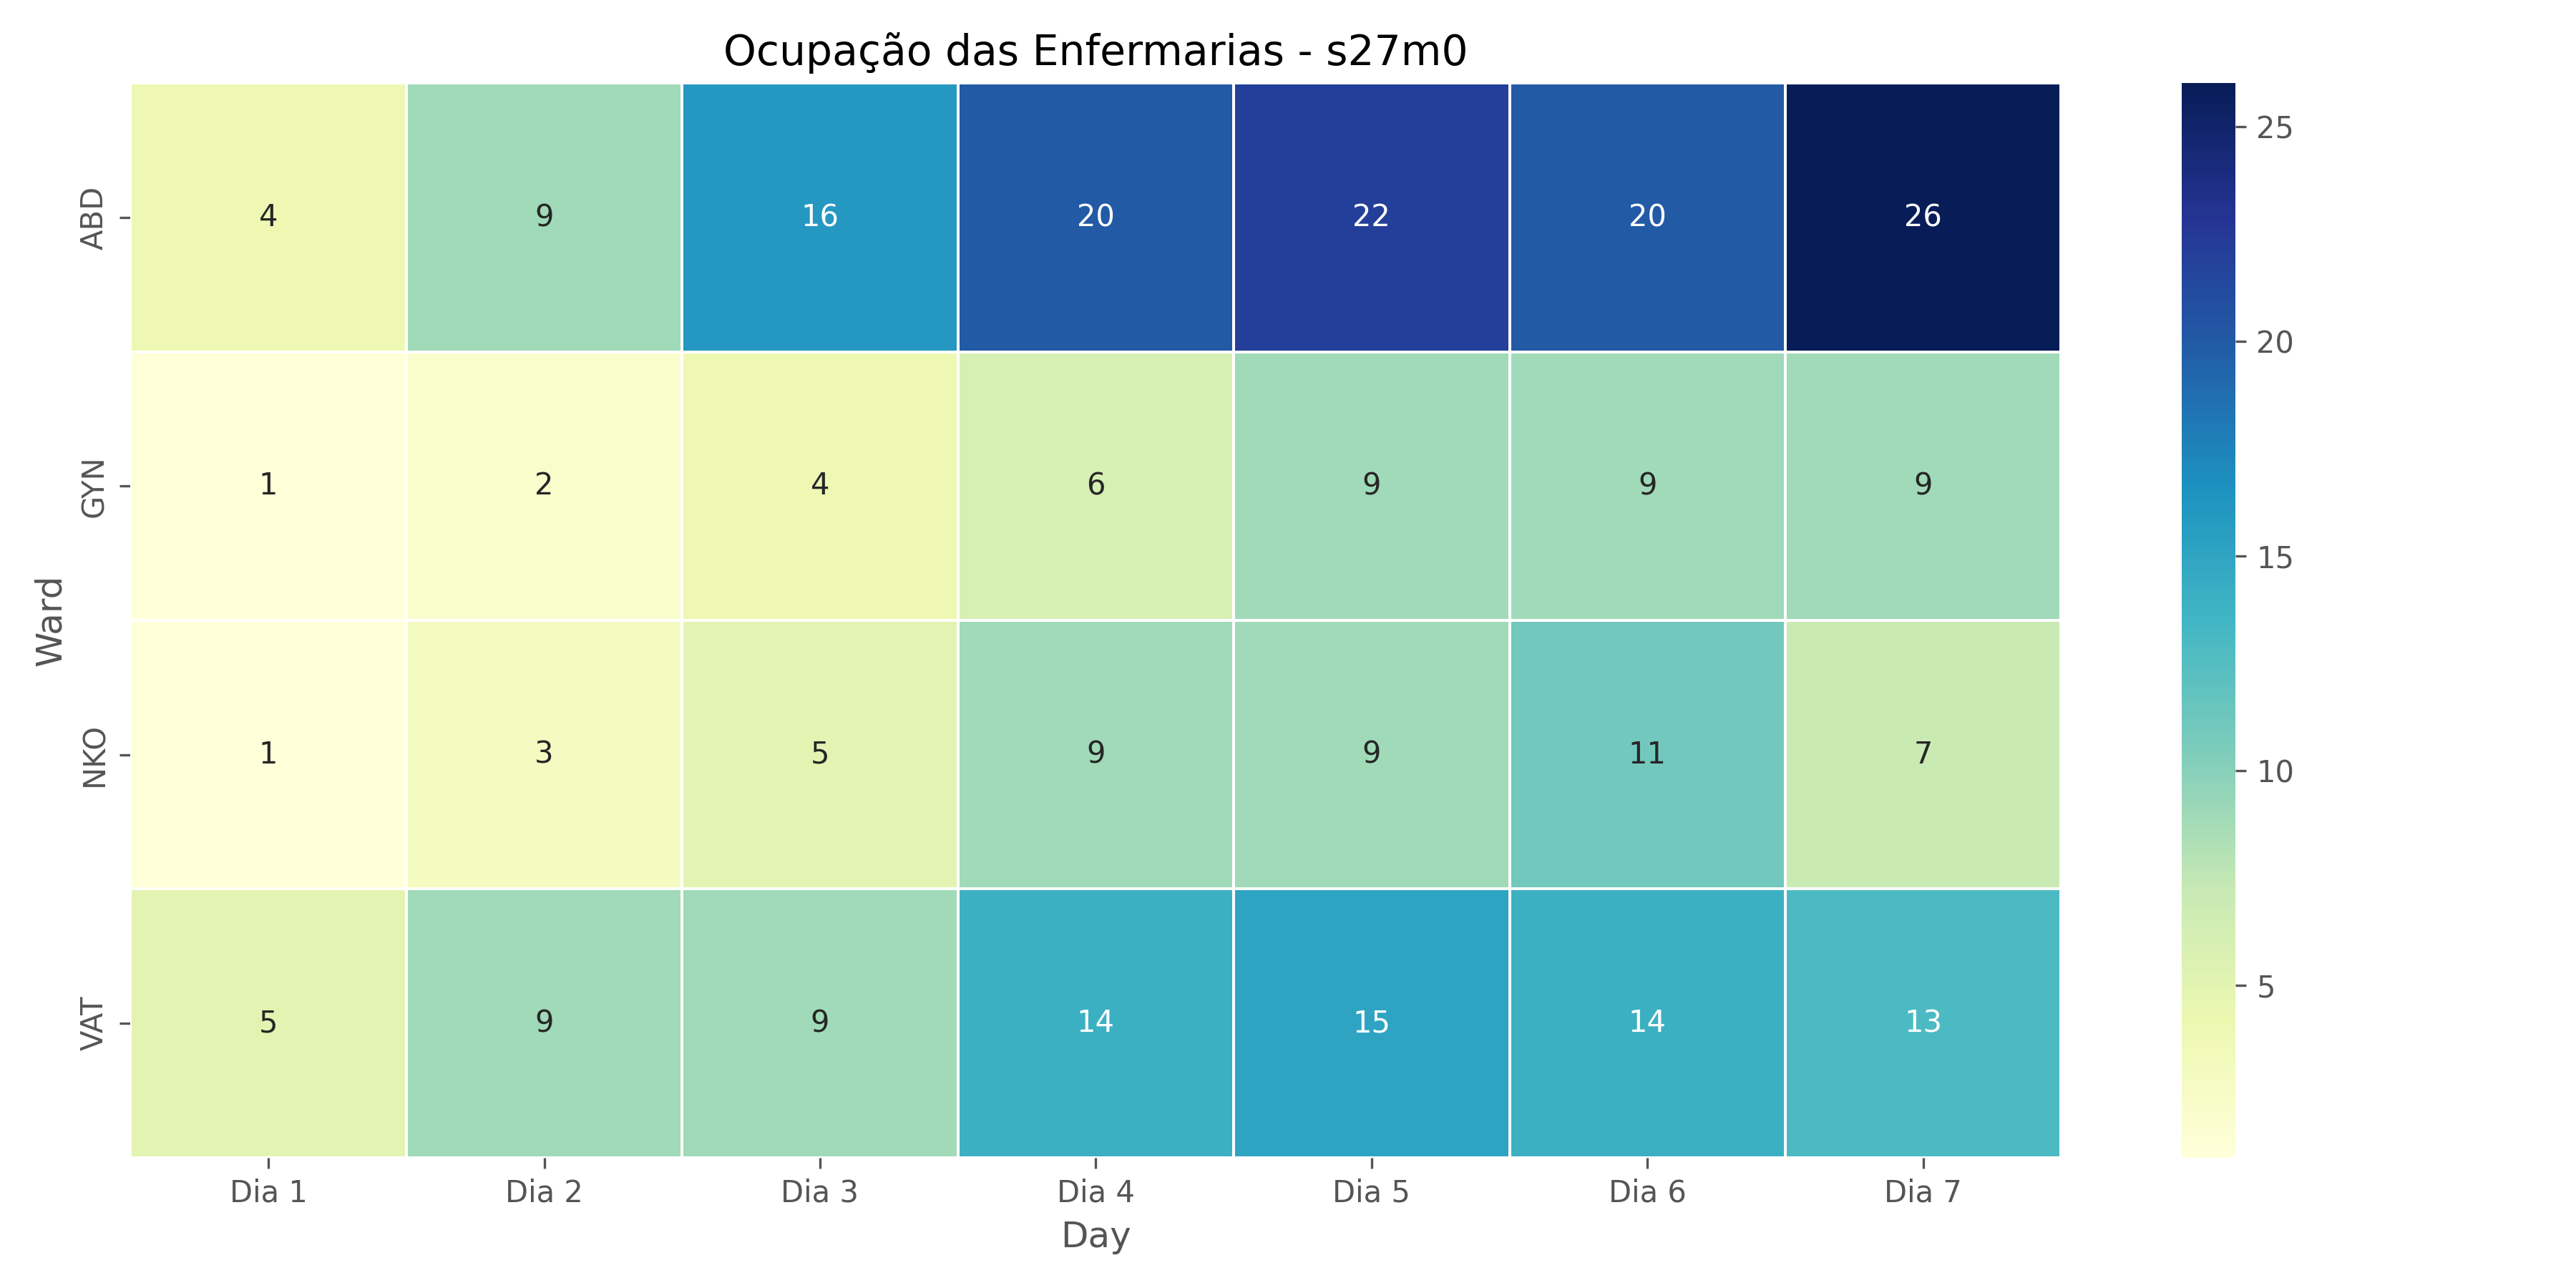 Ocupação das Enfermarias - s27m0
Ward
ABD 4 9 16 20 22 20 26
GYN 1 2 4 6 9 9 9
NKO 1 3 5 9 9 11 7
VAT 5 9 9 14 15 14 13
Dia 1 Dia 2 Dia 3 Dia 4 Dia 5 Dia 6 Dia 7
Day
25
20
15
10
5